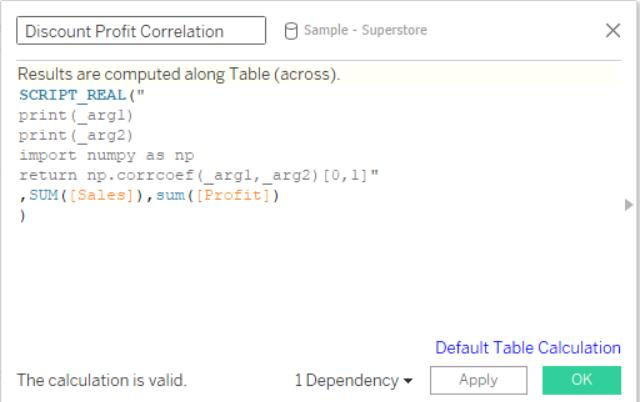 Discount Profit Correlation
Sample - Superstore
Results are computed along Table (across).
SCRIPT_REAL("
print(_arg1)
print(_arg2)
import numpy as np
return np.corrcoef(_arg1,_arg2)[0,1]"
,SUM([Sales]),sum([Profit])
)
Default Table Calculation
The calculation is valid.
1 Dependency
Apply
OK